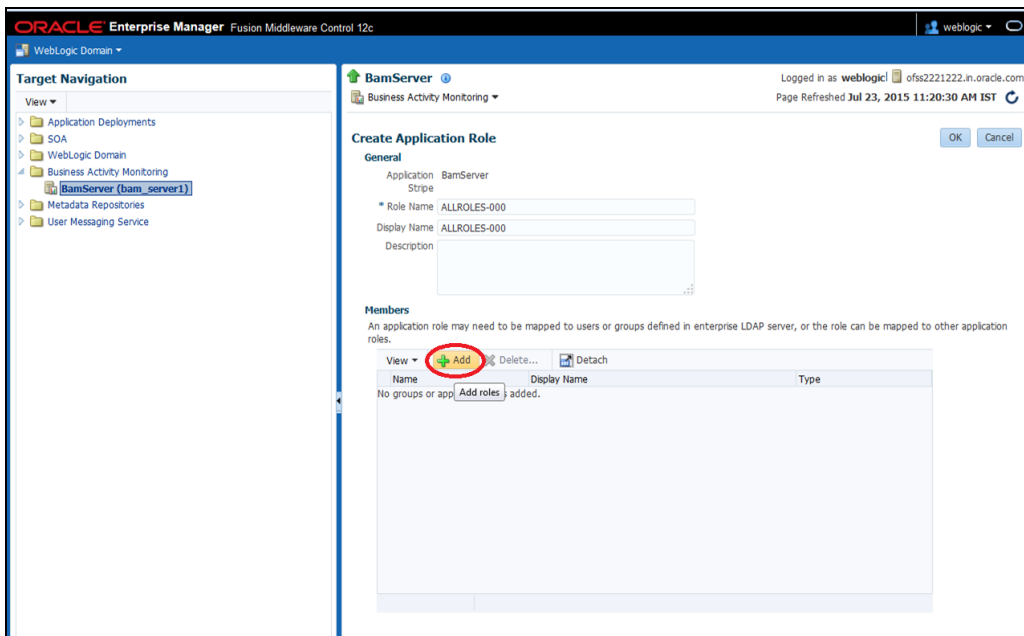 ORACLE Enterprise Manager Fusion Middleware Control 12c
weblogic
WebLogic Domain
Target Navigation
View
Application Deployments
SOA
WebLogic Domain
Business Activity Monitoring
BamServer (bam_server1)
Metadata Repositories
User Messaging Service
BamServer
Logged in as weblogic ofss2221222.in.oracle.com
Business Activity Monitoring
Page Refreshed Jul 23, 2015 11:20:30 AM IST
Create Application Role
OK Cancel
General
Application Stripe BamServer
* Role Name ALLROLES-000
Display Name ALLROLES-000
Description
Members
An application role may need to be mapped to users or groups defined in enterprise LDAP server, or the role can be mapped to other application
roles.
View Add Delete... Detach
Name Display Name Type
No groups or app s added.
Add roles